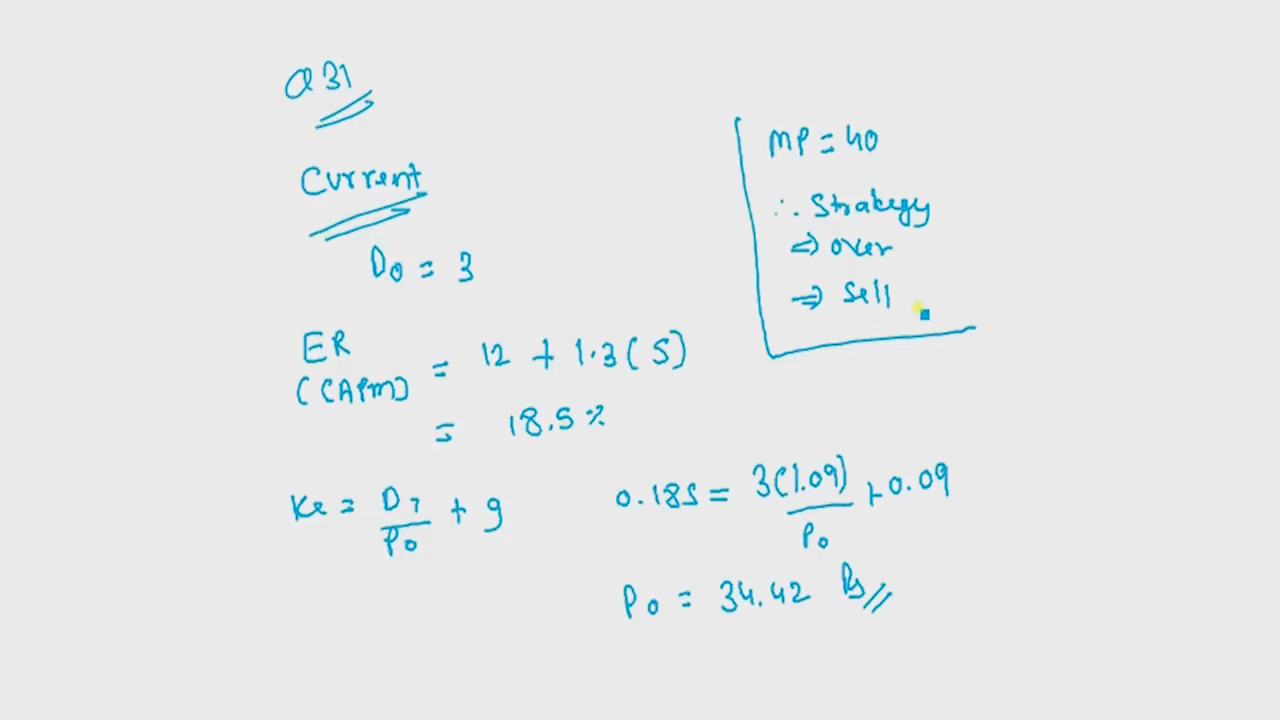 Q 31
Current
D0 = 3
ER
(CAPM) = 12 + 1.3 (5)
= 18.5 %
Ke = D1/P0 + g
0.185 = 3(1.09)/P0 + 0.09
P0 = 34.42 Rs
MP = 40
∴ Strategy
⇒ over
⇒ Sell